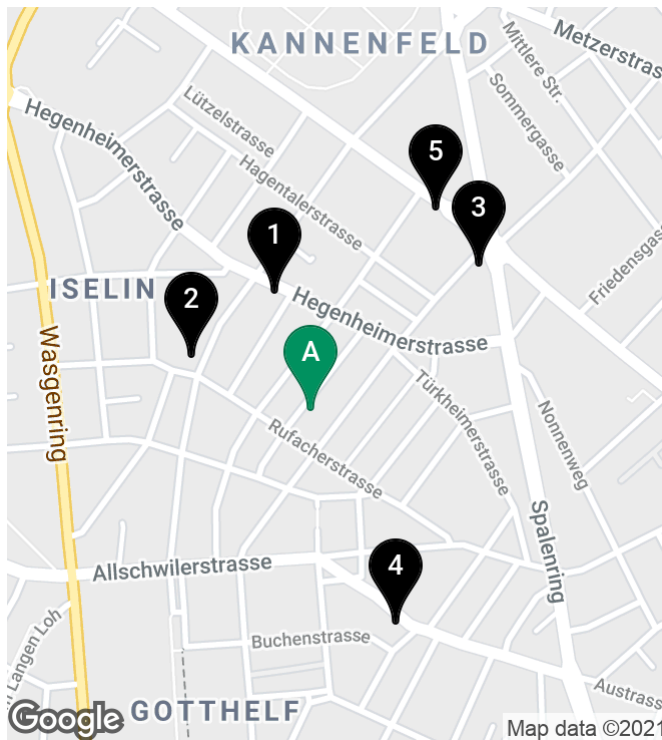 KANNENFELD
Metzerstras
Mittlere Str.
Sommergasse
Lützelstrasse
Hegenheimerstrasse
Hagentalerstrasse
5
3
1
Friedensgas
ISELIN
2
Hegenheimerstrasse
A
Wasgenring
Türkheimerstrasse
Nonnenweg
Rufacherstrasse
Spalenring
Allschwilerstrasse
4
Buchenstrasse
m Langen Loh
Austrass
GOTTHELF
Google
Map data ©2021